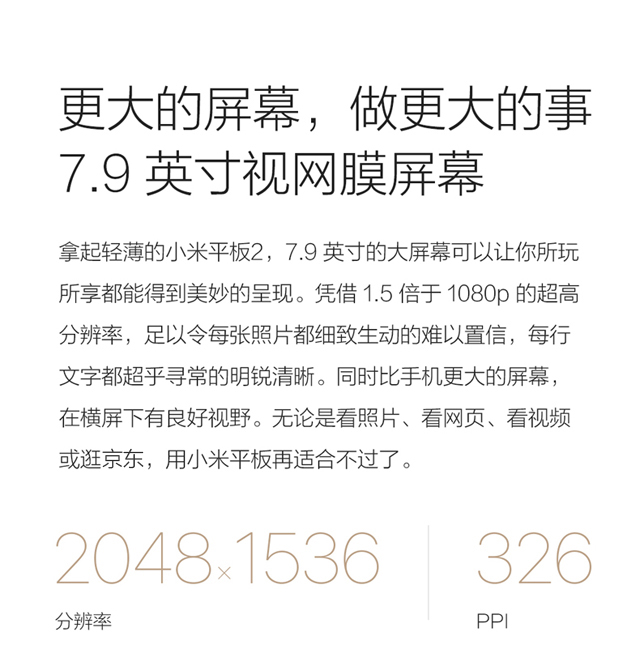 更大的屏幕，做更大的事
7.9 英寸视网膜屏幕
拿起轻薄的小米平板2，7.9 英寸的大屏幕可以让你所玩
所享都能得到美妙的呈现。凭借 1.5 倍于 1080p 的超高
分辨率，足以令每张照片都细致生动的难以置信，每行
文字都超乎寻常的明锐清晰。同时比手机更大的屏幕，
在横屏下有良好视野。无论是看照片、看网页、看视频
或逛京东，用小米平板再适合不过了。
2048×1536
326
分辨率
PPI